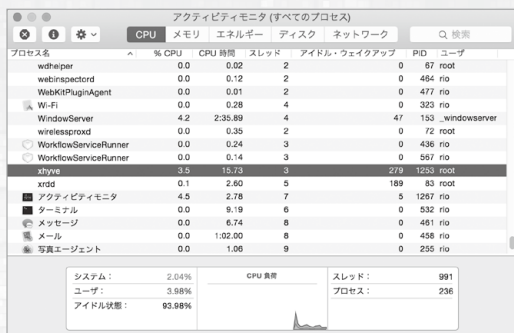 アクティビティモニタ (すべてのプロセス)
CPU メモリ エネルギー ディスク ネットワーク 検索
プロセス名 % CPU CPU 時間 スレッド アイドル・ウェイクアップ PID ユーザ
wdhelper 0.0 0.02 2 0 67 root
webinspectord 0.0 0.12 2 0 464 rio
WebKitPluginAgent 0.0 0.01 2 0 477 rio
Wi-Fi 0.0 0.28 4 0 323 rio
WindowServer 4.2 2:35.89 4 47 153 _windowserver
wirelessproxd 0.0 0.35 2 0 72 root
WorkflowServiceRunner 0.0 0.24 3 0 436 rio
WorkflowServiceRunner 0.0 0.14 3 0 567 rio
xhyve 3.5 15.73 3 279 1253 root
xrdd 0.1 2.60 5 189 83 root
アクティビティモニタ 4.5 2.78 7 5 1267 rio
ターミナル 0.0 9.19 6 0 532 rio
メッセージ 0.0 6.74 8 0 461 rio
メール 0.0 1:02.00 8 0 458 rio
写真エージェント 0.0 1.06 9 0 255 rio
システム： 2.04% CPU 負荷 スレッド： 991
ユーザ： 3.98% プロセス： 236
アイドル状態： 93.98%